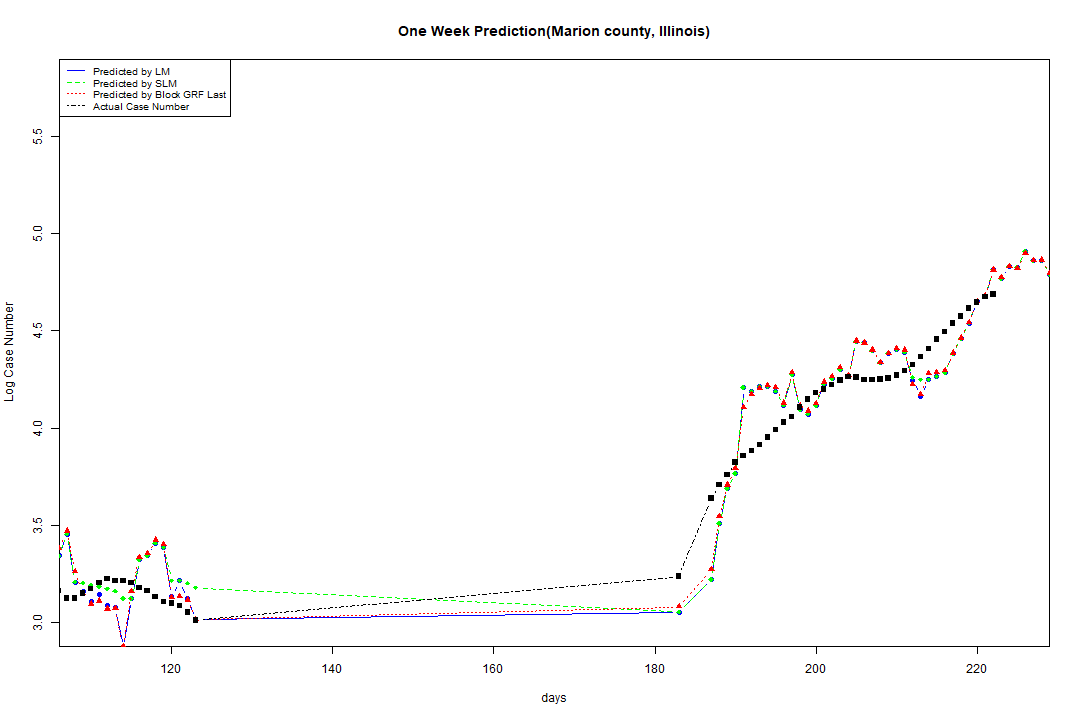 One Week Prediction(Marion county, Illinois)
Predicted by LM
Predicted by SLM
Predicted by Block GRF Last
Actual Case Number
Log Case Number
5.5
5.0
4.5
4.0
3.5
3.0
120 140 160 180 200 220
days